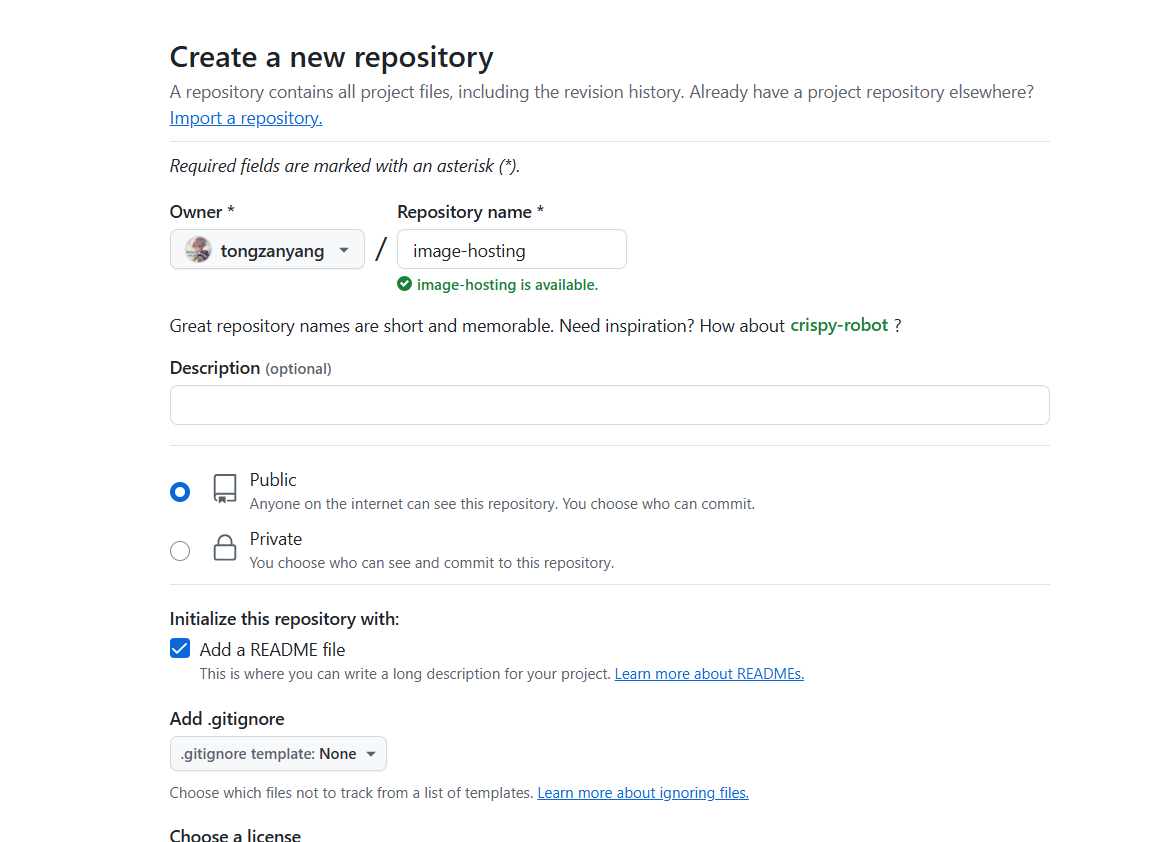 Create a new repository
A repository contains all project files, including the revision history. Already have a project repository elsewhere?
Import a repository.
Required fields are marked with an asterisk (*).
Owner * Repository name *
tongzanyang / image-hosting
image-hosting is available.
Great repository names are short and memorable. Need inspiration? How about crispy-robot ?
Description (optional)
Public
Anyone on the internet can see this repository. You choose who can commit.
Private
You choose who can see and commit to this repository.
Initialize this repository with:
Add a README file
This is where you can write a long description for your project. Learn more about READMEs.
Add .gitignore
.gitignore template: None
Choose which files not to track from a list of templates. Learn more about ignoring files.
Choose a license